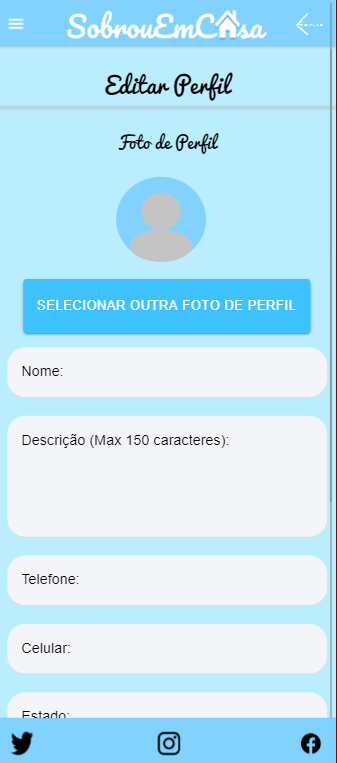 SobrouEmCasa
Editar Perfil
Foto de Perfil
SELECIONAR OUTRA FOTO DE PERFIL
Nome:
Descrição (Max 150 caracteres):
Telefone:
Celular:
Estado: